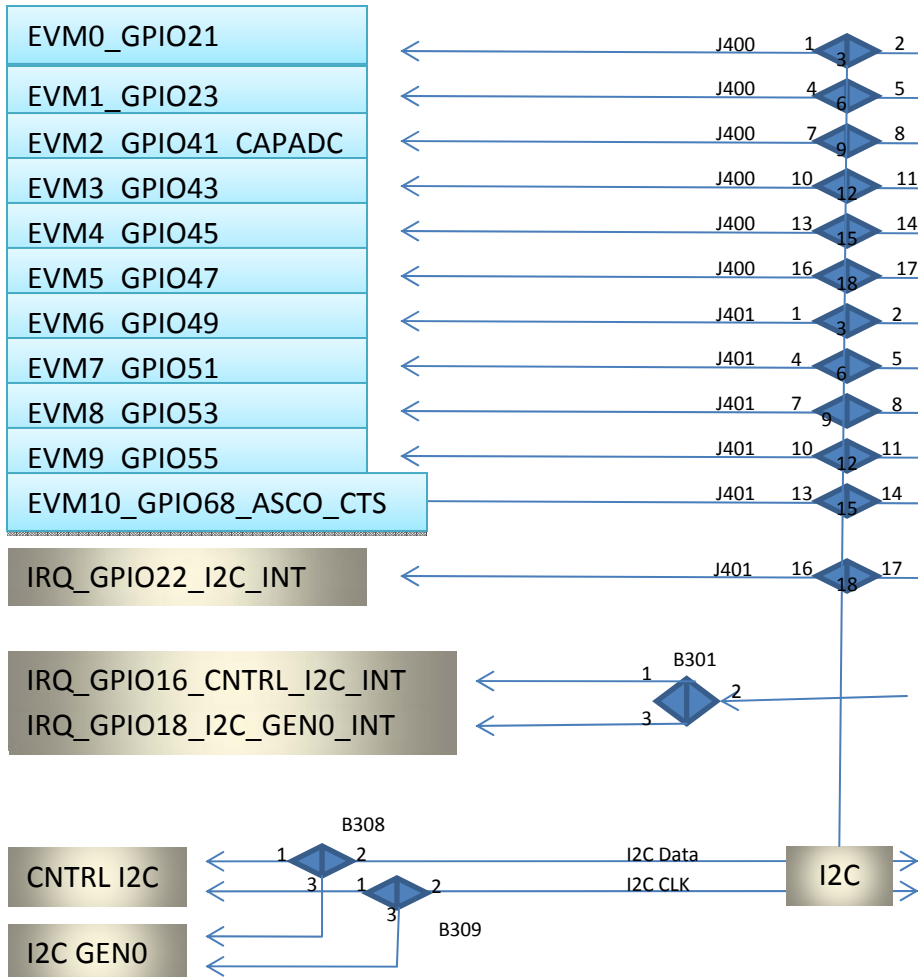 EVM0_GPIO21 J400 1 3 2
EVM1_GPIO23 J400 4 6 5
EVM2_GPIO41_CAPADC J400 7 9 8
EVM3_GPIO43 J400 10 12 11
EVM4_GPIO45 J400 13 15 14
EVM5_GPIO47 J400 16 18 17
EVM6_GPIO49 J401 1 3 2
EVM7_GPIO51 J401 4 6 5
EVM8_GPIO53 J401 7 9 8
EVM9_GPIO55 J401 10 12 11
EVM10_GPIO68_ASCO_CTS J401 13 15 14
IRQ_GPIO22_I2C_INT J401 16 18 17
B301
IRQ_GPIO16_CNTRL_I2C_INT 1 2
IRQ_GPIO18_I2C_GEN0_INT 3
B308
1 2 I2C Data
CNTRL I2C 3 1 2 I2C CLK I2C
3 B309
I2C GEN0